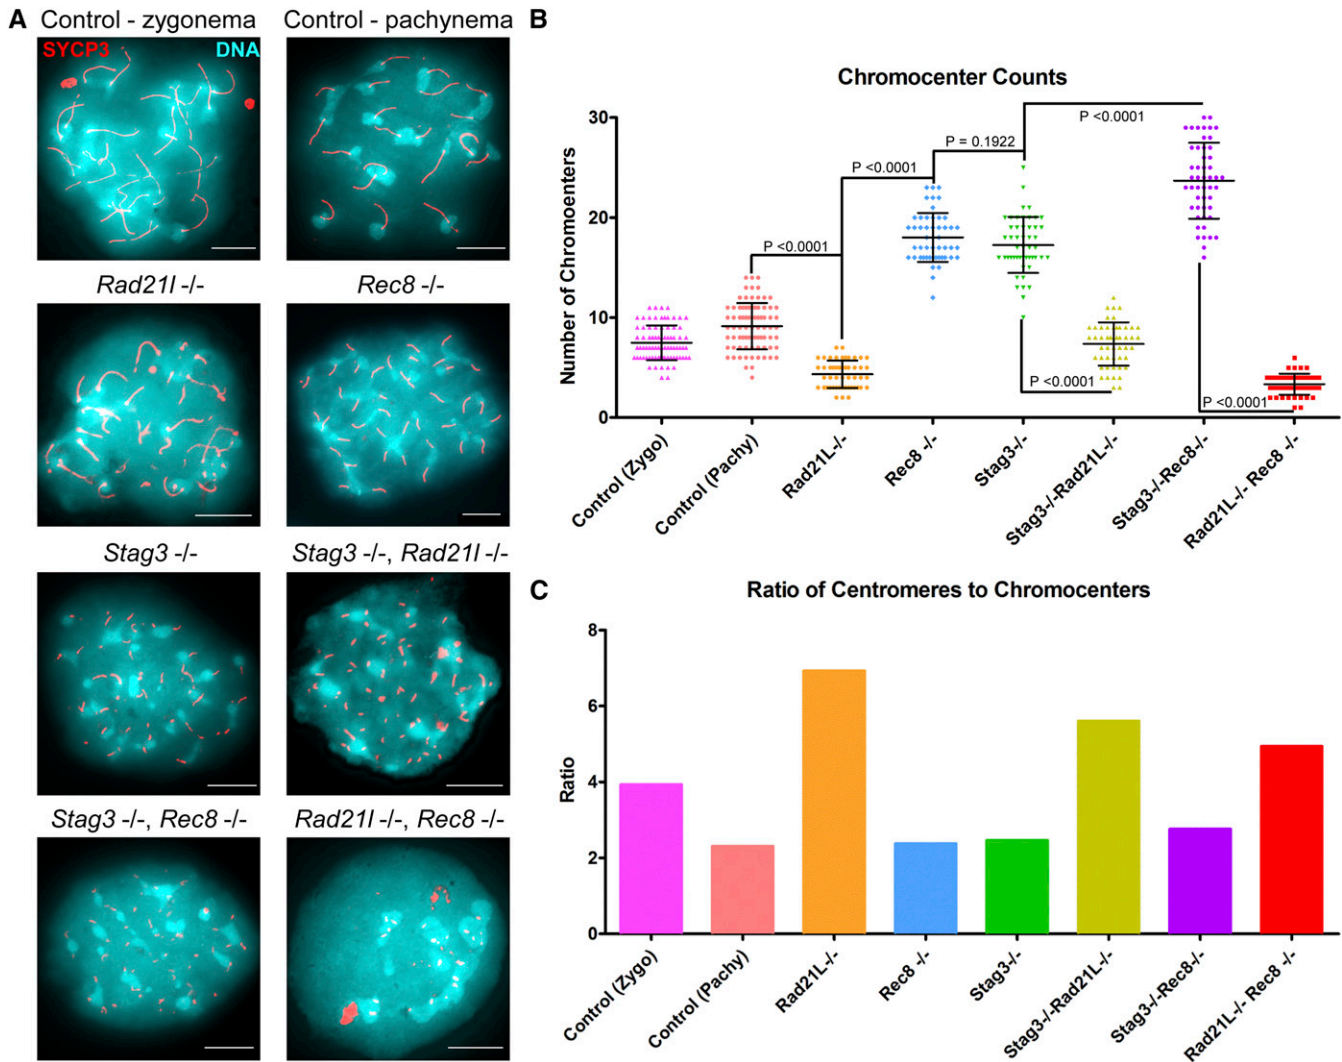 A
Control - zygonema
Control - pachynema
SYCP3
DNA
Rad21l -/-
Rec8 -/-
Stag3 -/-
Stag3 -/-, Rad21l -/-
Stag3 -/-, Rec8 -/-
Rad21l -/-, Rec8 -/-
B
Chromocenter Counts
Number of Chromoenters
30
20
10
0
P <0.0001
P <0.0001
P = 0.1922
P <0.0001
P <0.0001
P <0.0001
Control (Zygo)
Control (Pachy)
Rad21L-/-
Rec8 -/-
Stag3-/-
Stag3-/-Rad21L-/-
Stag3-/-Rec8-/-
Rad21L-/- Rec8 -/-
C
Ratio of Centromeres to Chromocenters
Ratio
8
6
4
2
0
Control (Zygo)
Control (Pachy)
Rad21L-/-
Rec8 -/-
Stag3-/-
Stag3-/-Rad21L-/-
Stag3-/-Rec8-/-
Rad21L-/- Rec8 -/-